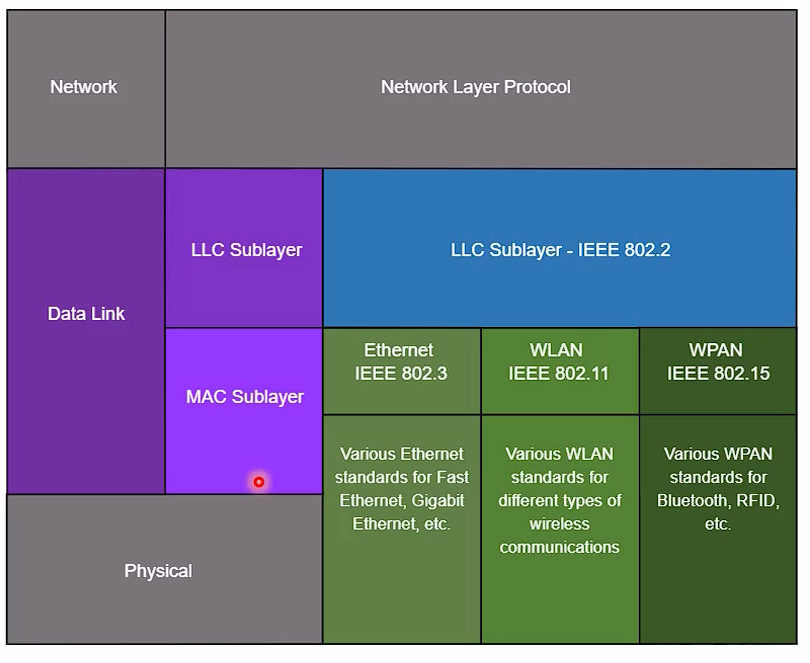 Network
Network Layer Protocol
Data Link
LLC Sublayer
LLC Sublayer - IEEE 802.2
MAC Sublayer
Ethernet
IEEE 802.3
WLAN
IEEE 802.11
WPAN
IEEE 802.15
Various Ethernet
standards for Fast
Ethernet, Gigabit
Ethernet, etc.
Various WLAN
standards for
different types of
wireless
communications
Various WPAN
standards for
Bluetooth, RFID,
etc.
Physical